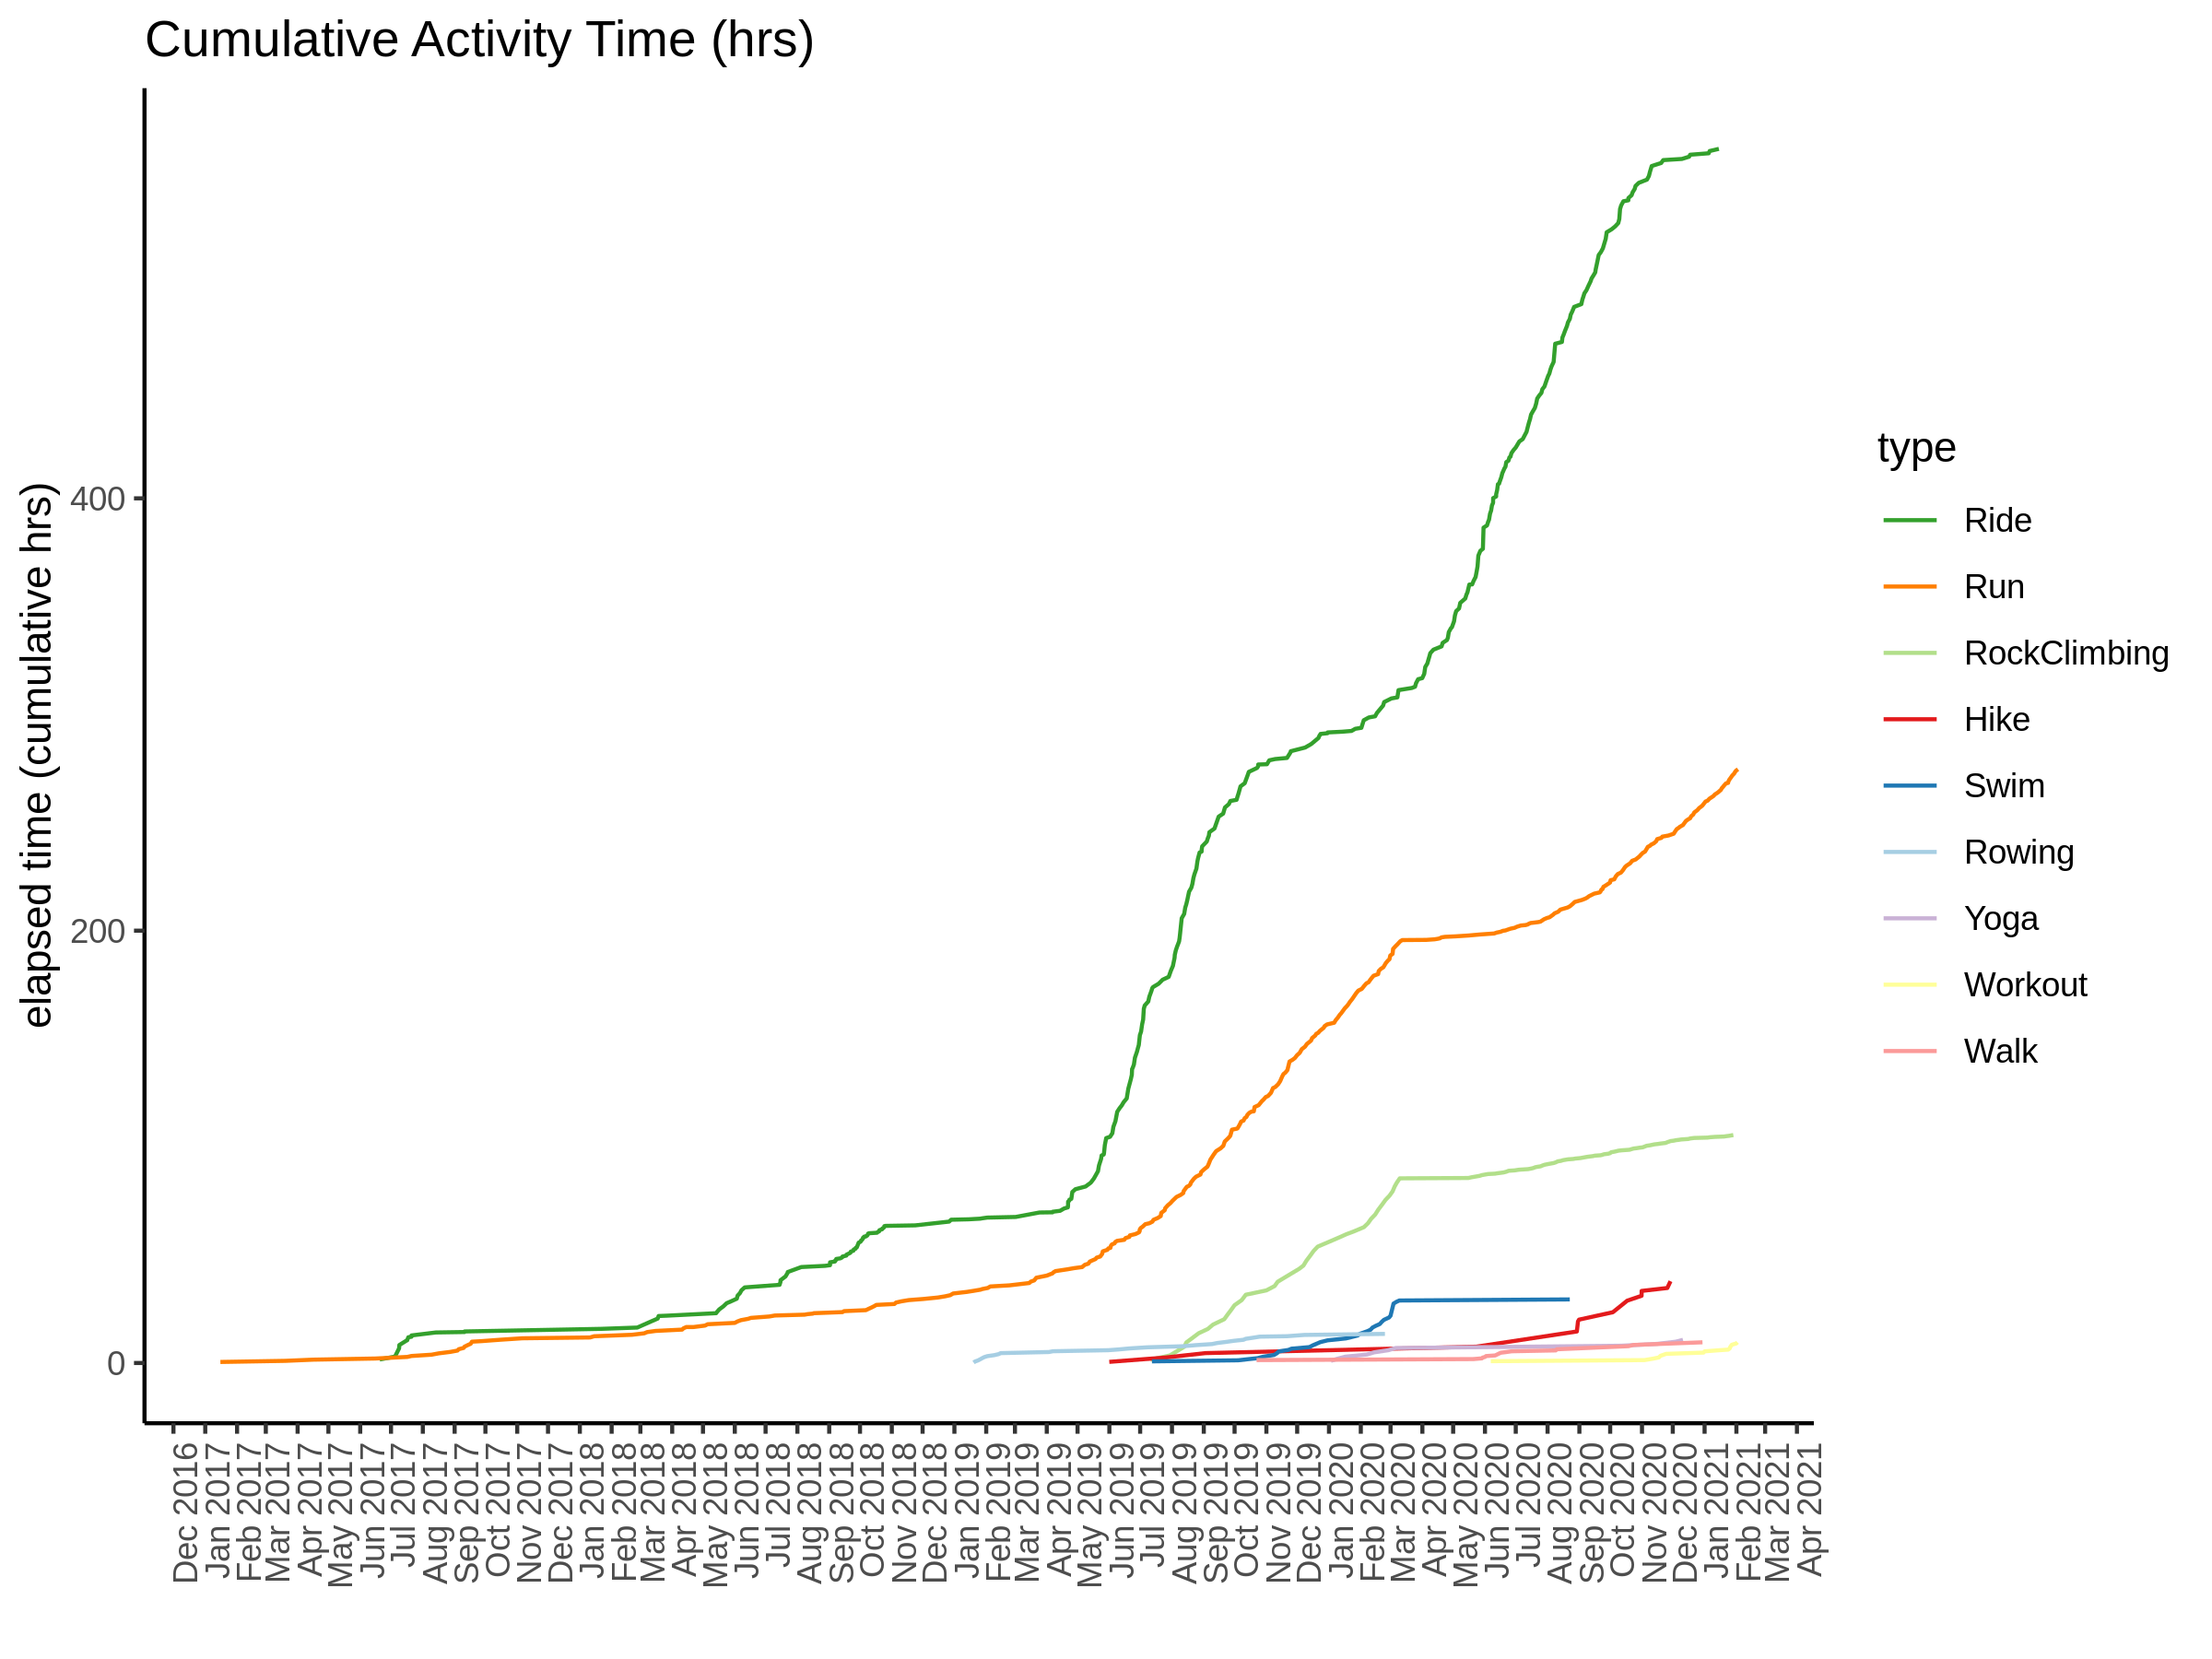 Cumulative Activity Time (hrs)
elapsed time (cumulative hrs)
400
200
0
Dec 2016
Jan 2017
Feb 2017
Mar 2017
Apr 2017
May 2017
Jun 2017
Jul 2017
Aug 2017
Sep 2017
Oct 2017
Nov 2017
Dec 2017
Jan 2018
Feb 2018
Mar 2018
Apr 2018
May 2018
Jun 2018
Jul 2018
Aug 2018
Sep 2018
Oct 2018
Nov 2018
Dec 2018
Jan 2019
Feb 2019
Mar 2019
Apr 2019
May 2019
Jun 2019
Jul 2019
Aug 2019
Sep 2019
Oct 2019
Nov 2019
Dec 2019
Jan 2020
Feb 2020
Mar 2020
Apr 2020
May 2020
Jun 2020
Jul 2020
Aug 2020
Sep 2020
Oct 2020
Nov 2020
Dec 2020
Jan 2021
Feb 2021
Mar 2021
Apr 2021
type
Ride
Run
RockClimbing
Hike
Swim
Rowing
Yoga
Workout
Walk